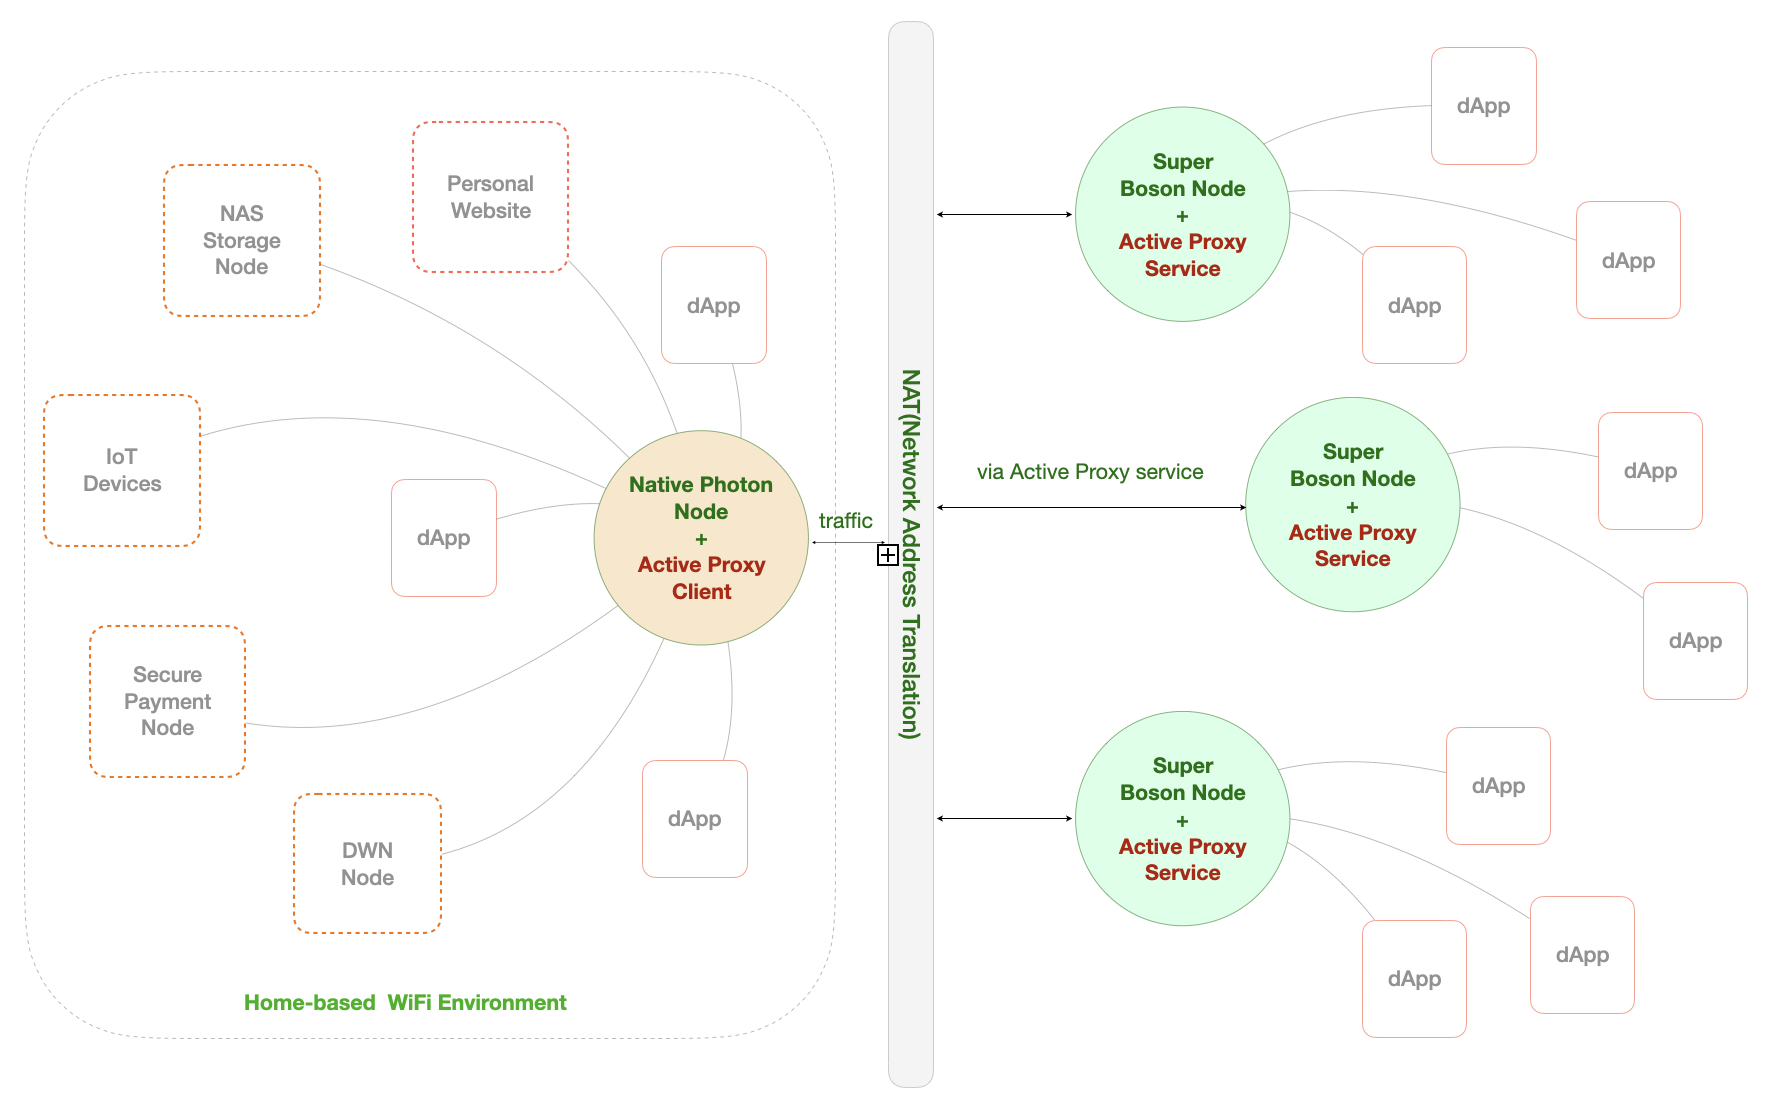 NAS
Storage
Node
Personal
Website
dApp
IoT
Devices
dApp
Native Photon
Node
+
Active Proxy
Client
Secure
Payment
Node
DWN
Node
dApp
Home-based  WiFi Environment
traffic
NAT(Network Address Translation)
via Active Proxy service
Super
Boson Node
+
Active Proxy
Service
dApp
dApp
dApp
Super
Boson Node
+
Active Proxy
Service
dApp
dApp
Super
Boson Node
+
Active Proxy
Service
dApp
dApp
dApp